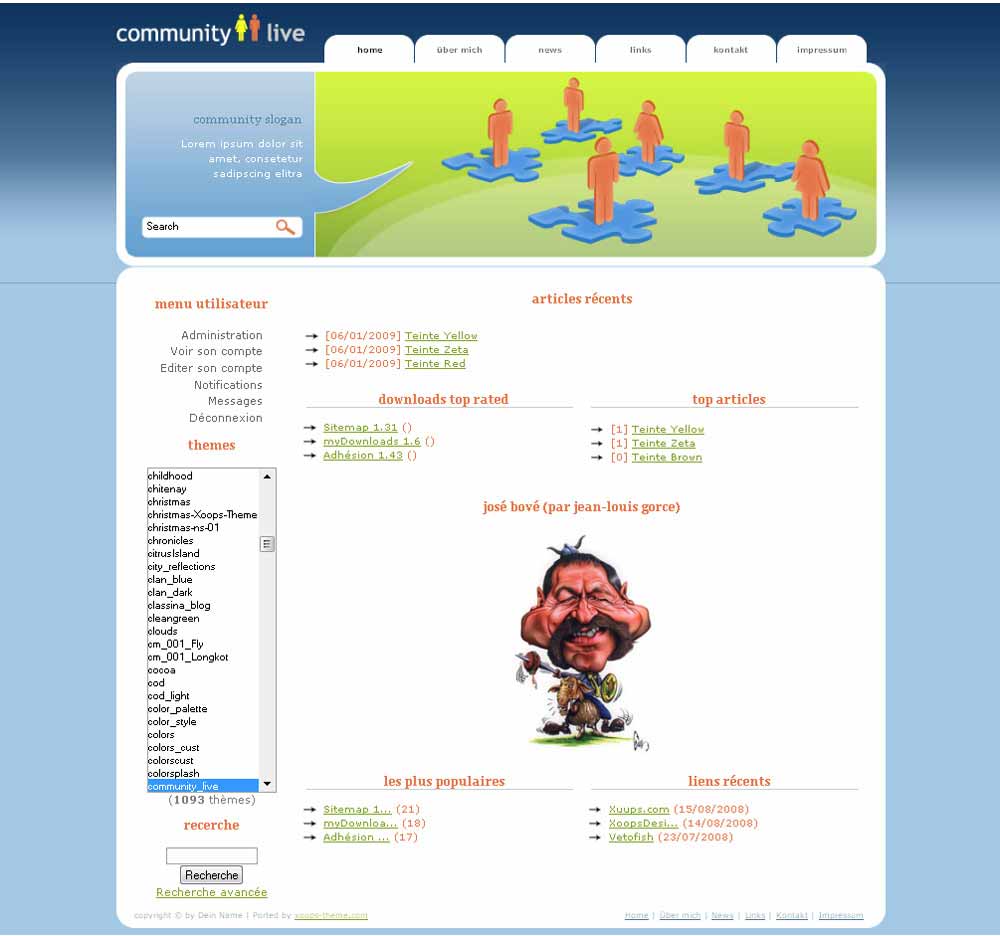 community live
home über mich news links kontakt impressum
community slogan
Lorem ipsum dolor sit
amet, consetetur
sadipscing elitra
Search
menu utilisateur
Administration
Voir son compte
Editer son compte
Notifications
Messages
Déconnexion
themes
childhood
chitenay
christmas
christmas-Xoops-Theme
christmas-ns-01
chronicles
citrusIsland
city_reflections
clan_blue
clan_dark
classina_blog
cleangreen
clouds
cm_001_Fly
cm_001_Longkot
cocoa
cod
cod_light
color_palette
color_style
colors
colors_cust
colorscust
colorsplash
community_live
(1093 thèmes)
recerche
Recherche
Recherche avancée
articles récents
[06/01/2009] Teinte Yellow
[06/01/2009] Teinte Zeta
[06/01/2009] Teinte Red
downloads top rated
Sitemap 1.31 ()
myDownloads 1.6 ()
Adhésion 1.43 ()
top articles
[1] Teinte Yellow
[1] Teinte Zeta
[0] Teinte Brown
josé bové (par jean-louis gorce)
les plus populaires
Sitemap 1... (21)
myDownloa... (18)
Adhésion ... (17)
liens récents
Xuups.com (15/08/2008)
XoopsDesi... (14/08/2008)
Vetofish (23/07/2008)
copyright © by Dein Name | Ported by xoops-theme.com
Home | Über mich | News | Links | Kontakt | Impressum